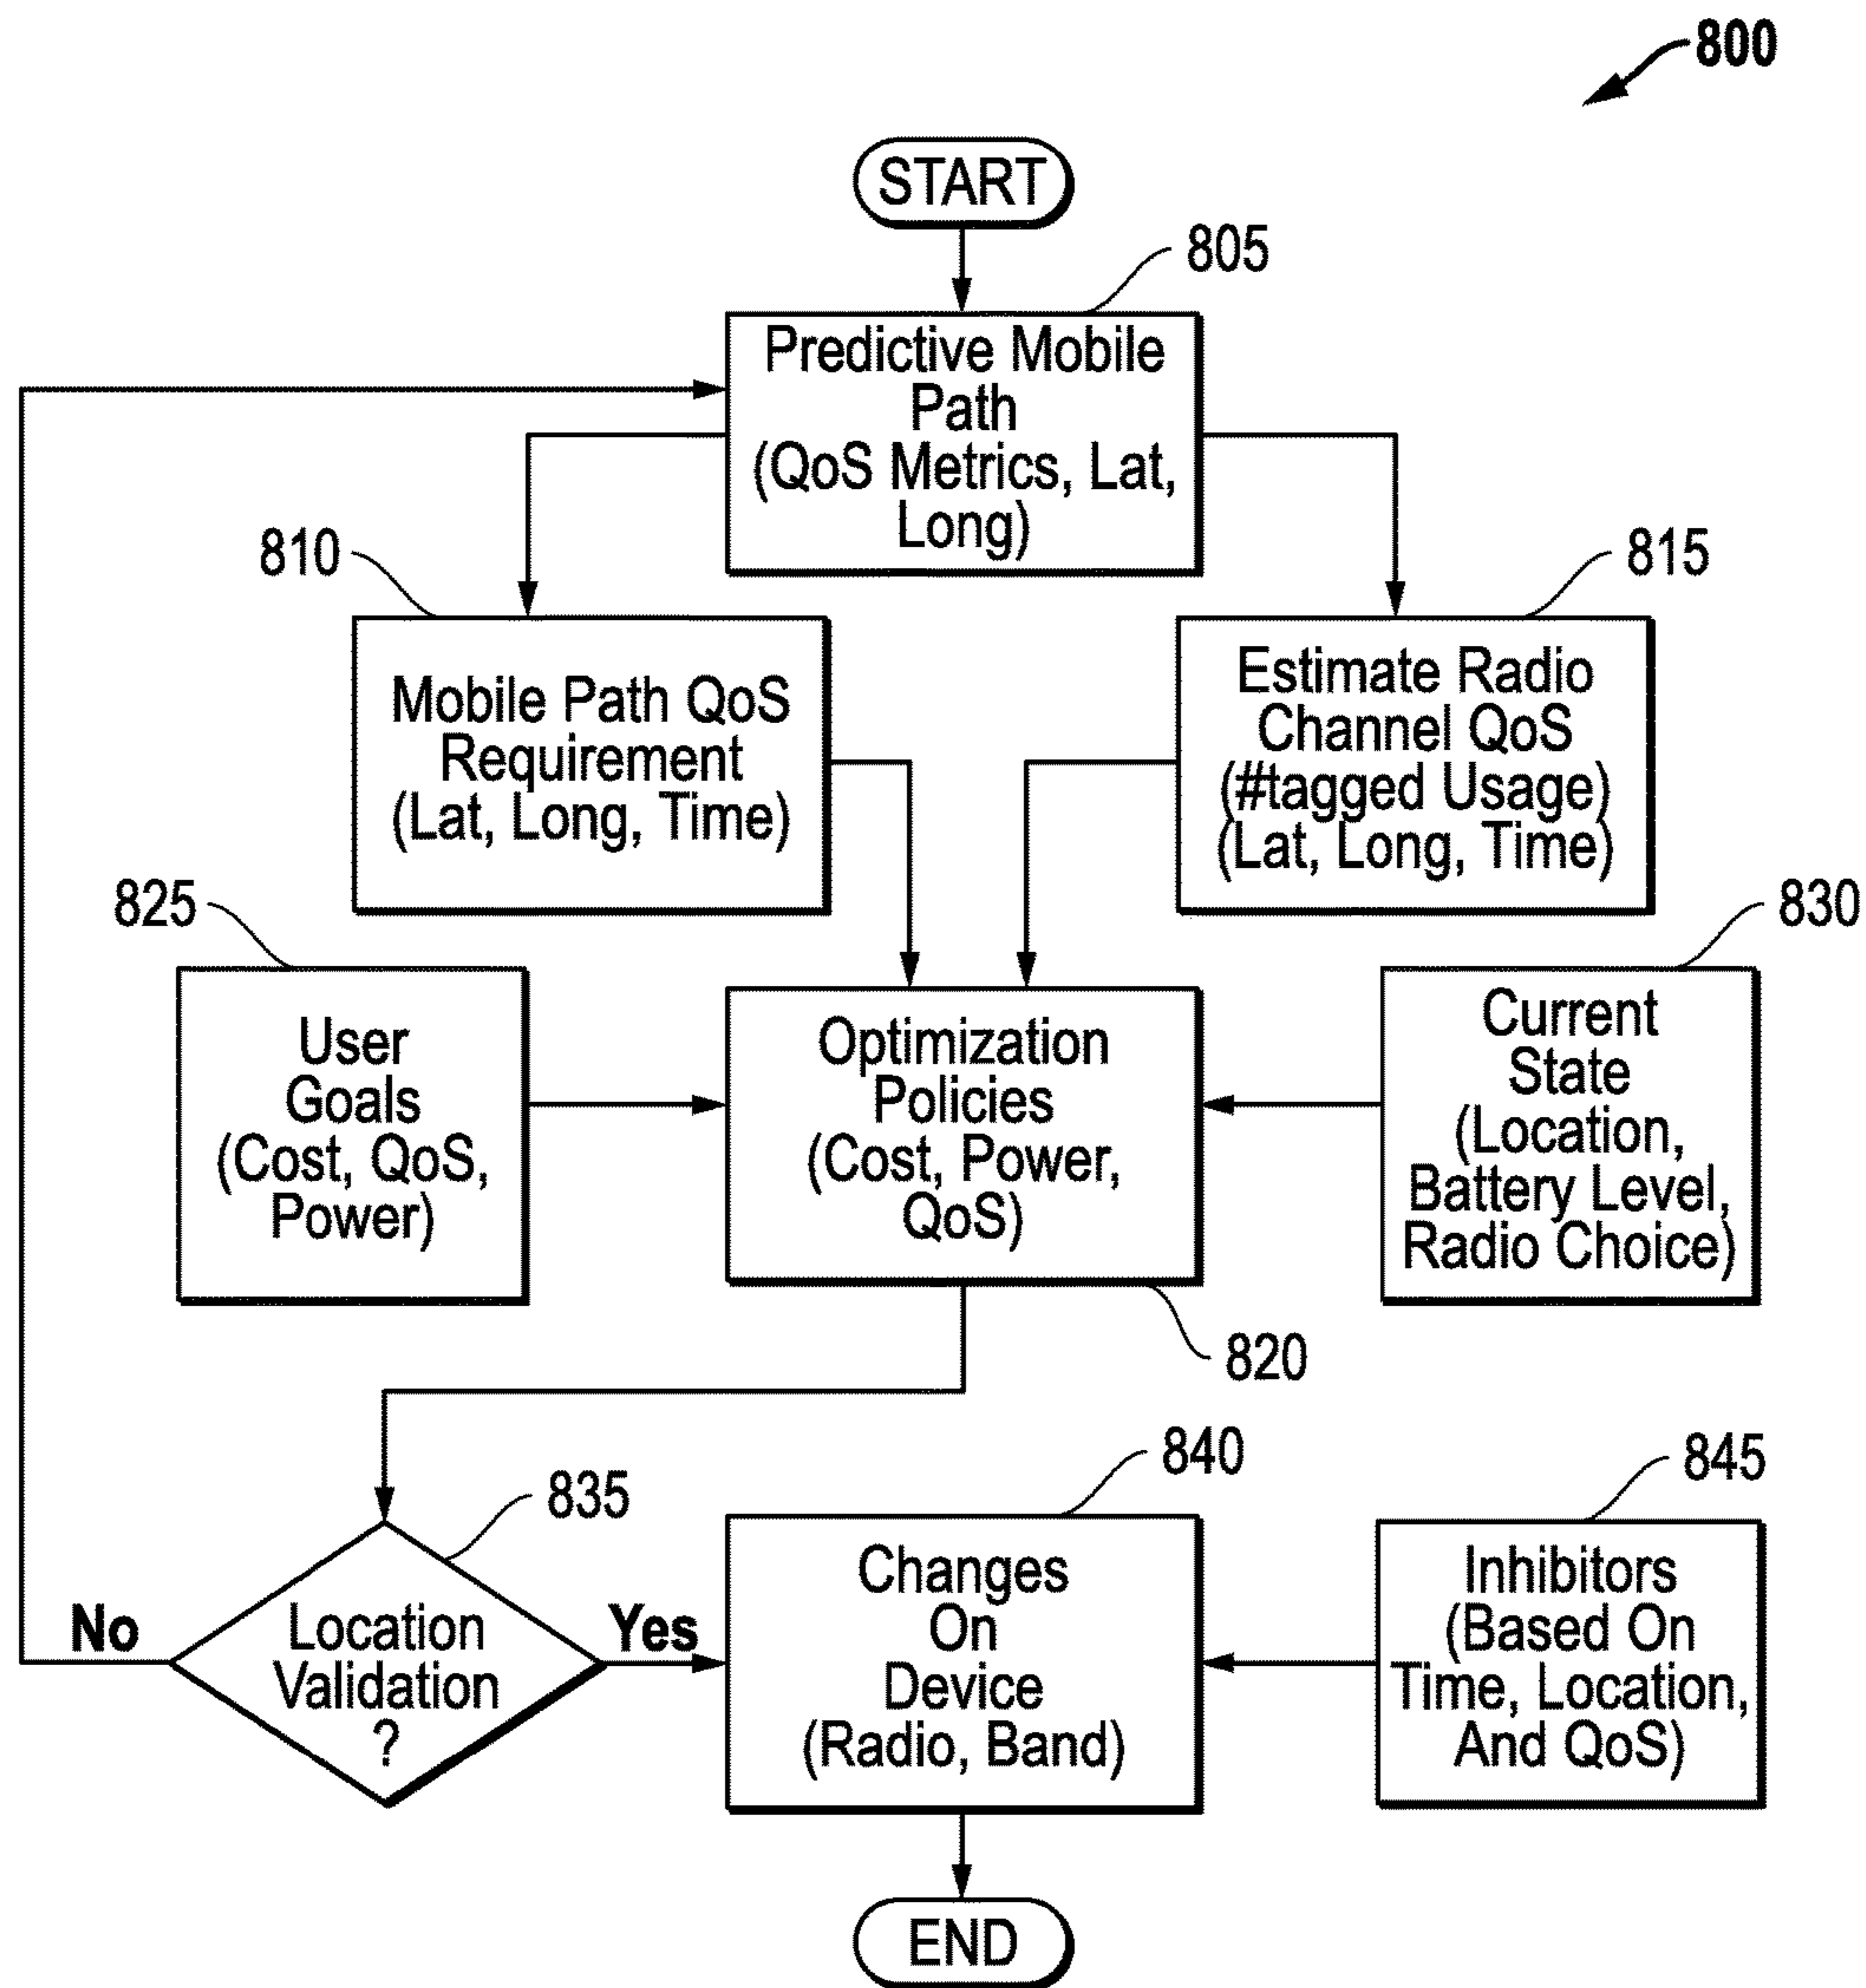 800
START
805
Predictive Mobile
Path
(QoS Metrics, Lat,
Long)
810
815
Mobile Path QoS
Requirement
(Lat, Long, Time)
Estimate Radio
Channel QoS
(#tagged Usage)
(Lat, Long, Time)
825
830
User
Goals
(Cost, QoS,
Power)
Optimization
Policies
(Cost, Power,
QoS)
Current
State
(Location,
Battery Level,
Radio Choice)
820
835
840
845
No
Location
Validation
?
Yes
Changes
On
Device
(Radio, Band)
Inhibitors
(Based On
Time, Location,
And QoS)
END